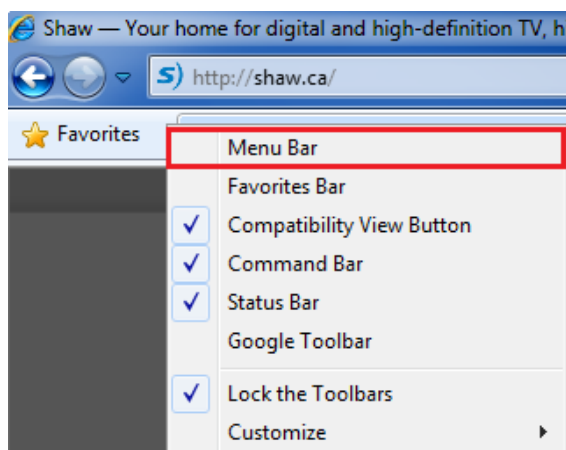 Shaw — Your home for digital and high-definition TV, h
S) http://shaw.ca/
Favorites
Menu Bar
Favorites Bar
Compatibility View Button
Command Bar
Status Bar
Google Toolbar
Lock the Toolbars
Customize